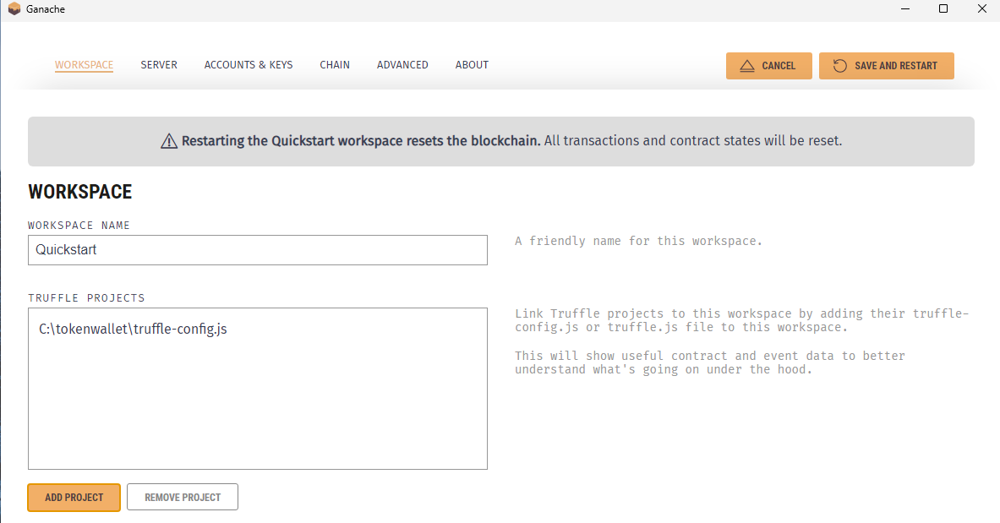 Ganache
WORKSPACE SERVER ACCOUNTS & KEYS CHAIN ADVANCED ABOUT CANCEL SAVE AND RESTART
Restarting the Quickstart workspace resets the blockchain. All transactions and contract states will be reset.
WORKSPACE
WORKSPACE NAME
Quickstart
A friendly name for this workspace.
TRUFFLE PROJECTS
C:\tokenwallet\truffle-config.js
Link Truffle projects to this workspace by adding their truffle-
config.js or truffle.js file to this workspace.
This will show useful contract and event data to better
understand what's going on under the hood.
ADD PROJECT REMOVE PROJECT